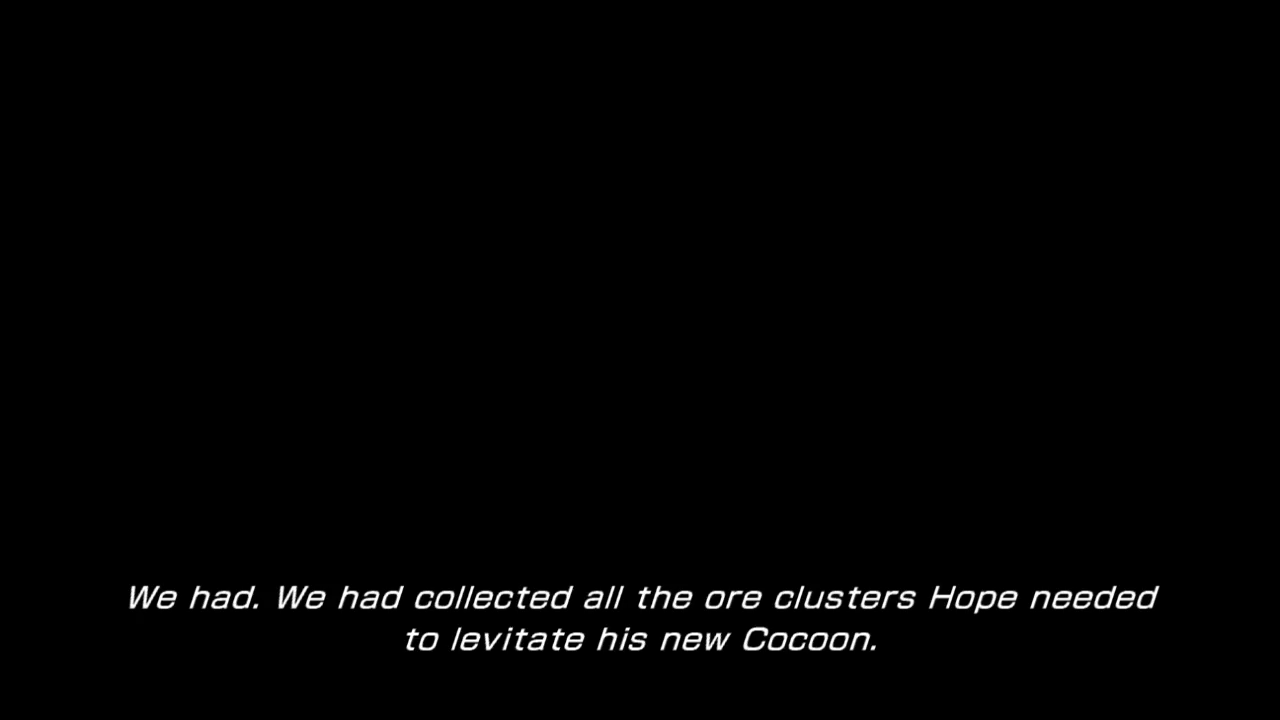 We had. We had collected all the ore clusters Hope needed
to levitate his new Cocoon.